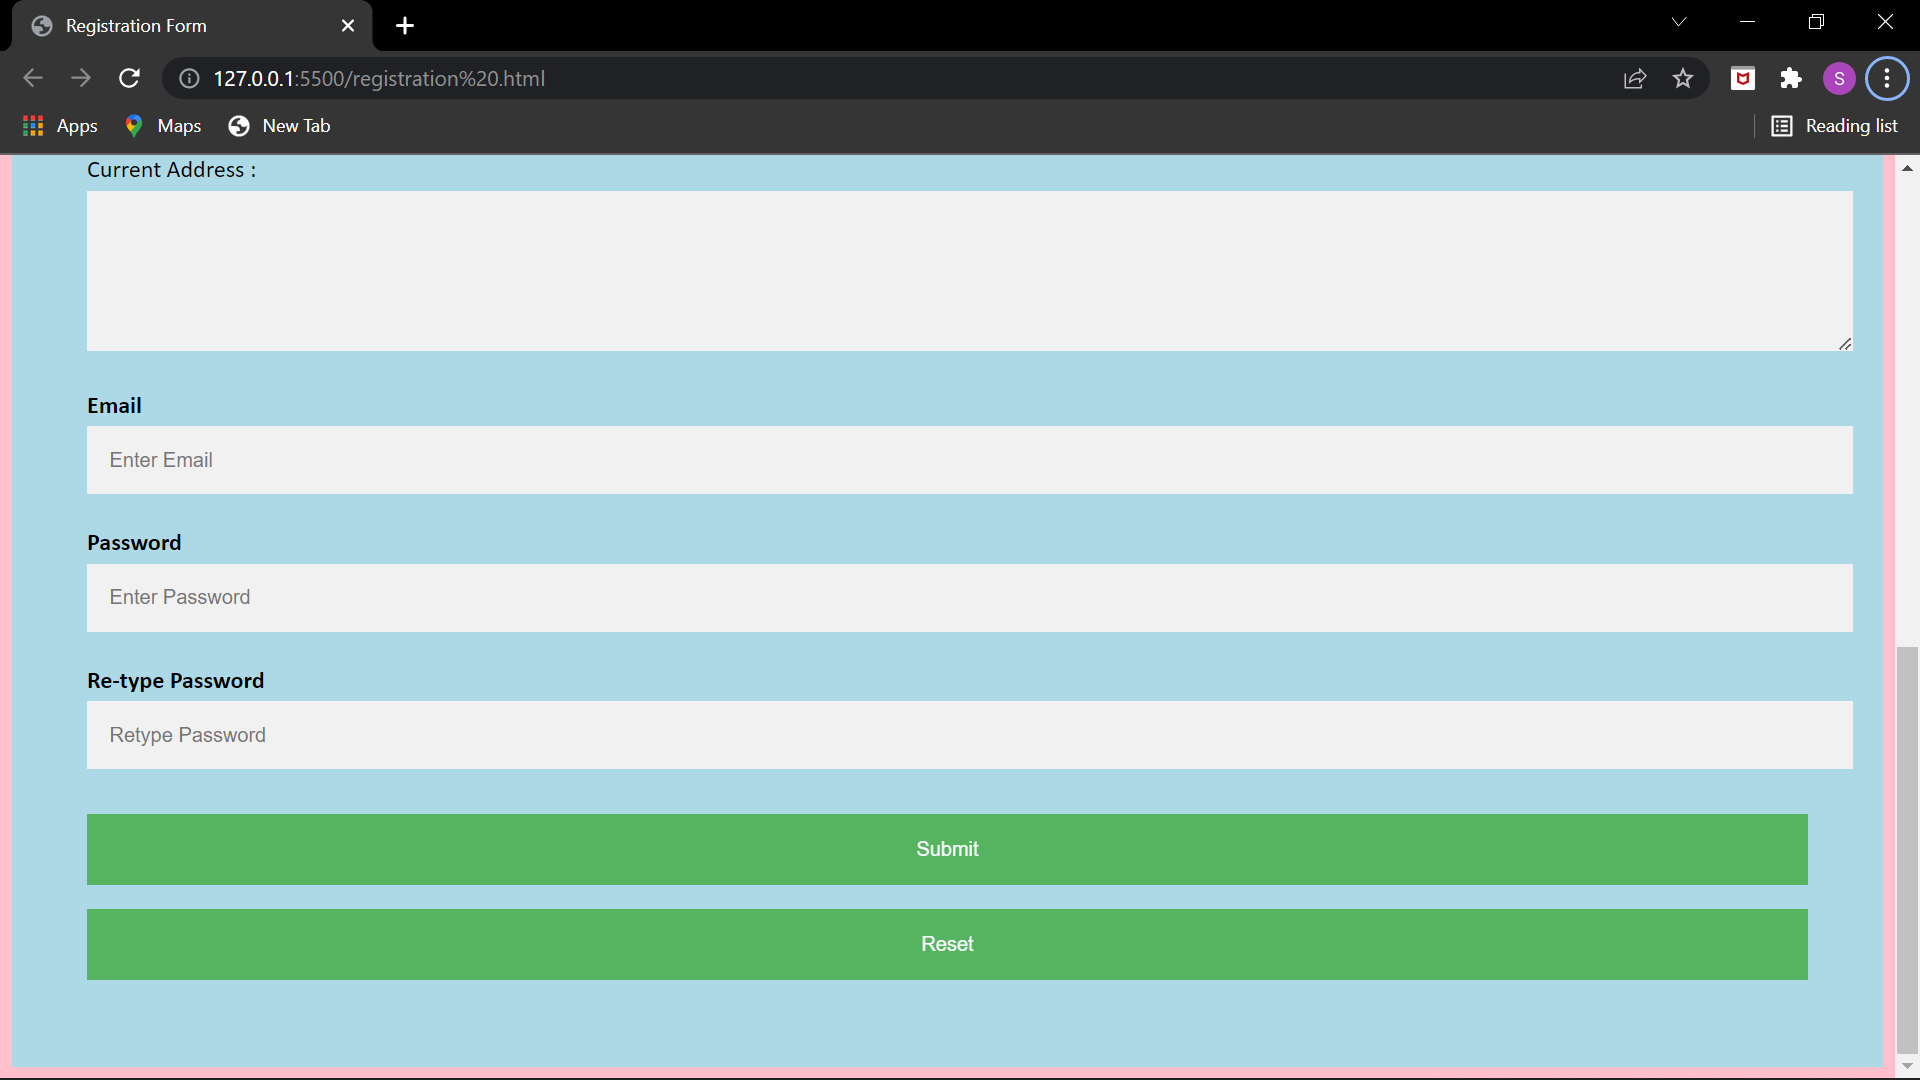 Registration Form
127.0.0.1:5500/registration%20.html
S
Apps
Maps
New Tab
Reading list
Current Address :
Email
Enter Email
Password
Enter Password
Re-type Password
Retype Password
Submit
Reset